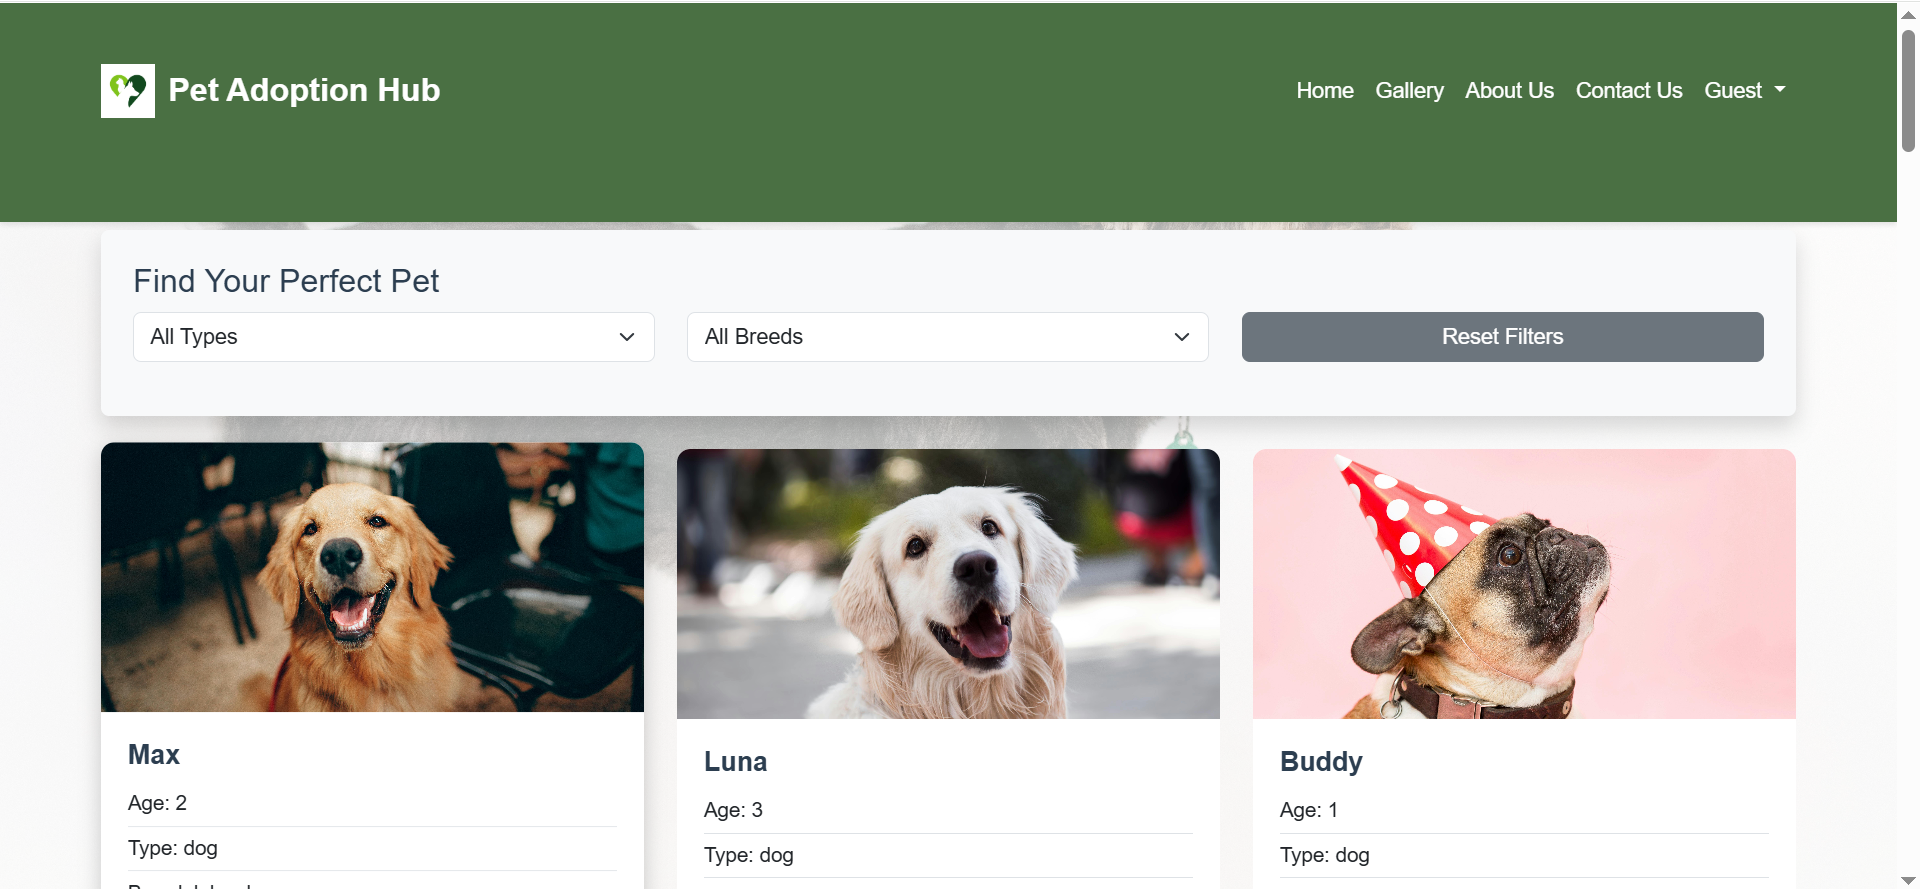 Pet Adoption Hub
Home Gallery About Us Contact Us Guest
Find Your Perfect Pet
All Types All Breeds Reset Filters
Max
Age: 2
Type: dog
Luna
Age: 3
Type: dog
Buddy
Age: 1
Type: dog